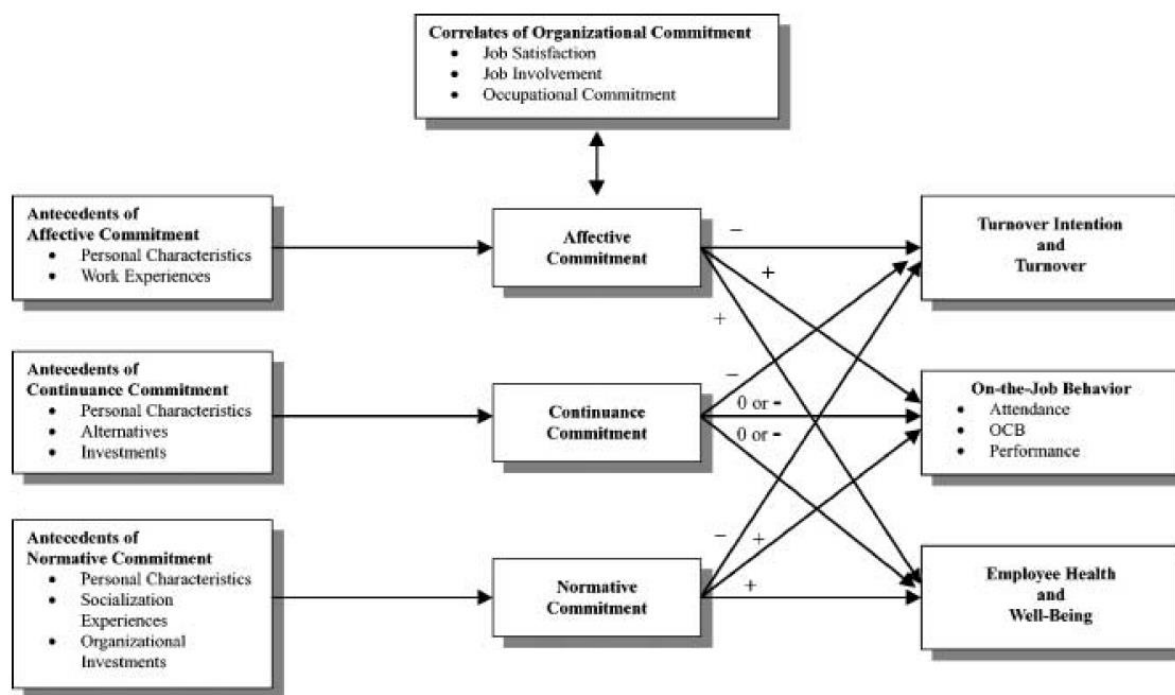 Correlates of Organizational Commitment
• Job Satisfaction
• Job Involvement
• Occupational Commitment
Antecedents of
Affective Commitment
• Personal Characteristics
• Work Experiences
Affective
Commitment
Turnover Intention
and
Turnover
−
+
+
Antecedents of
Continuance Commitment
• Personal Characteristics
• Alternatives
• Investments
Continuance
Commitment
−
0 or -
0 or -
On-the-Job Behavior
• Attendance
• OCB
• Performance
Antecedents of
Normative Commitment
• Personal Characteristics
• Socialization
Experiences
• Organizational
Investments
Normative
Commitment
− +
+
Employee Health
and
Well-Being